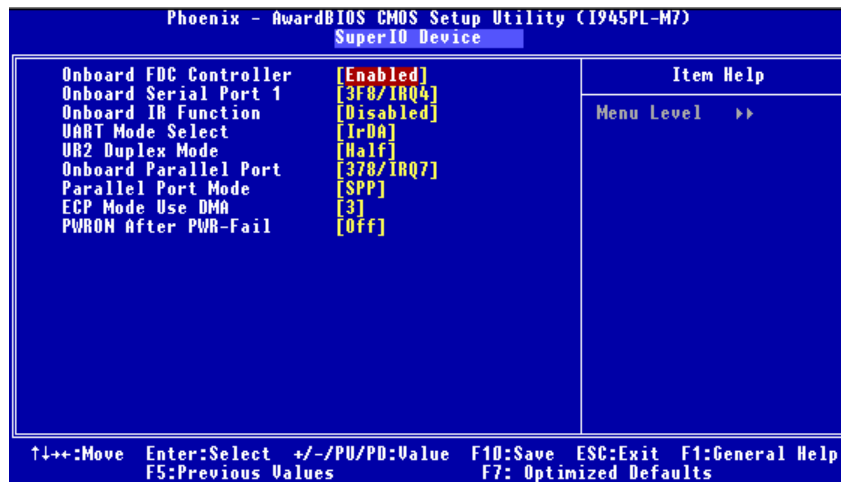 Phoenix - AwardBIOS CMOS Setup Utility (I945PL-M7)
SuperIO Device
Onboard FDC Controller [Enabled]
Onboard Serial Port 1 [3F8/IRQ4]
Onboard IR Function [Disabled]
UART Mode Select [IrDA]
UR2 Duplex Mode [Half]
Onboard Parallel Port [378/IRQ7]
Parallel Port Mode [SPP]
ECP Mode Use DMA [3]
PWRON After PWR-Fail [Off]
Item Help
Menu Level ▸▸
↑↓→←:Move Enter:Select +/-/PU/PD:Value F10:Save ESC:Exit F1:General Help
F5:Previous Values F7: Optimized Defaults